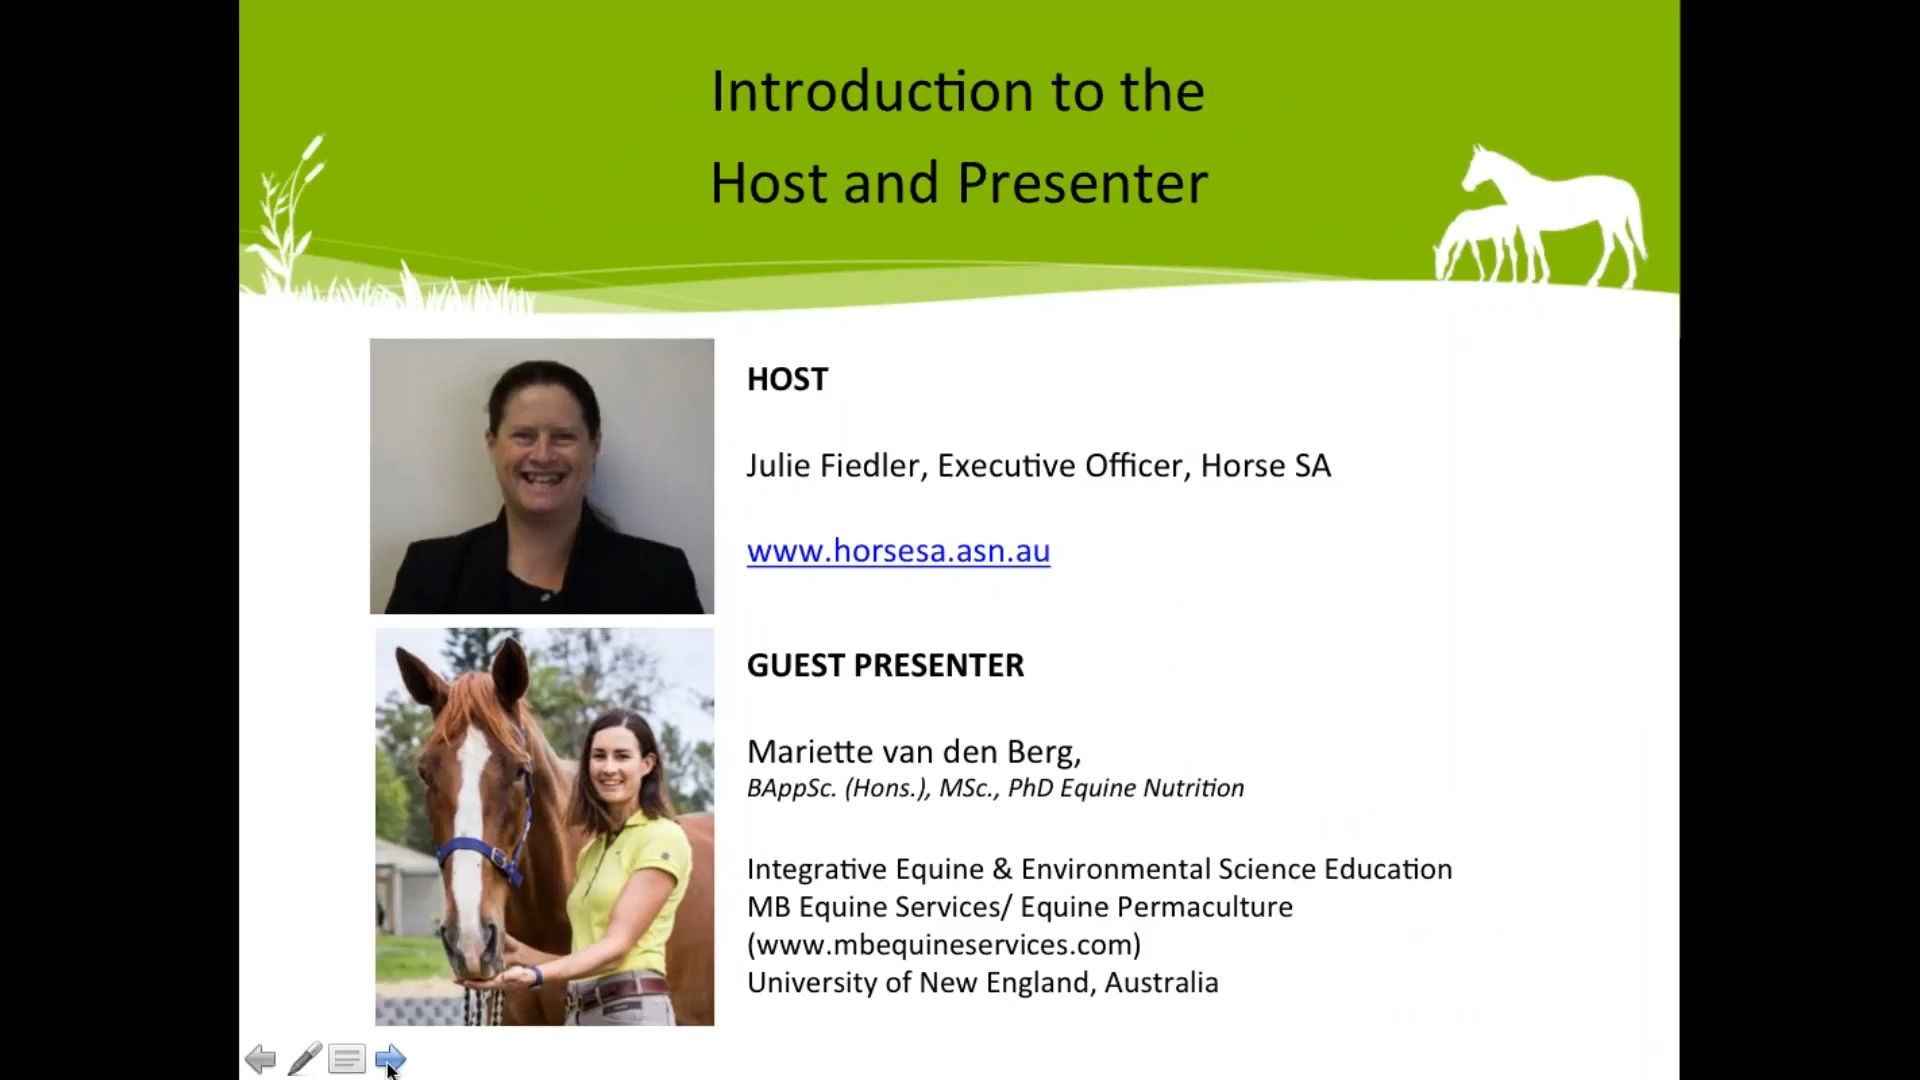 Introduction to the
Host and Presenter
HOST
Julie Fiedler, Executive Officer, Horse SA
www.horsesa.asn.au
GUEST PRESENTER
Mariette van den Berg,
BAppSc. (Hons.), MSc., PhD Equine Nutrition
Integrative Equine & Environmental Science Education
MB Equine Services/ Equine Permaculture
(www.mbequineservices.com)
University of New England, Australia